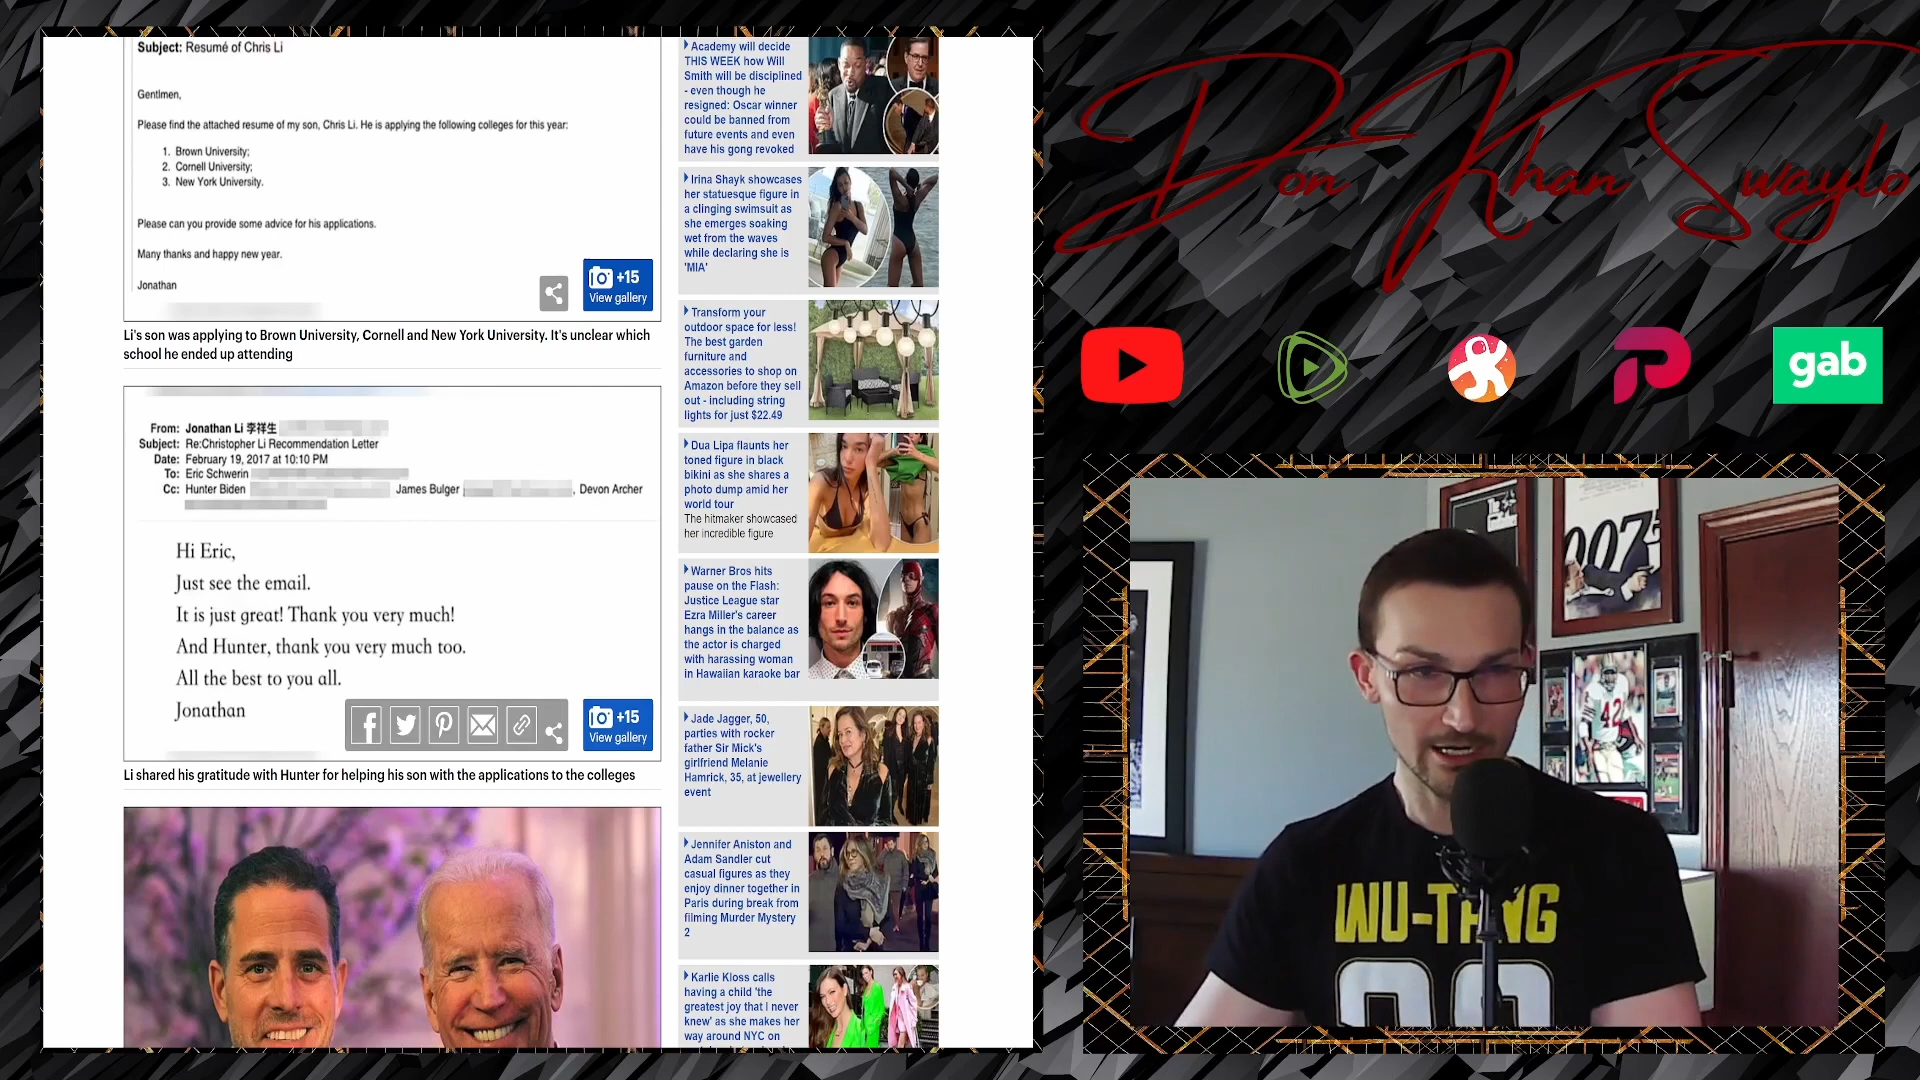 Subject: Resumé of Chris Li
Gentlmen,
Please find the attached resume of my son, Chris Li. He is applying the following colleges for this year:
1. Brown University;
2. Cornell University;
3. New York University.
Please can you provide some advice for his applications.
Many thanks and happy new year.
Jonathan
+15
View gallery
Li's son was applying to Brown University, Cornell and New York University. It's unclear which
school he ended up attending
From: Jonathan Li 李祥生
Subject: Re:Christopher Li Recommendation Letter
Date: February 19, 2017 at 10:10 PM
To: Eric Schwerin
Cc: Hunter Biden James Bulger , Devon Archer
Hi Eric,
Just see the email.
It is just great! Thank you very much!
And Hunter, thank you very much too.
All the best to you all.
Jonathan
+15
View gallery
Li shared his gratitude with Hunter for helping his son with the applications to the colleges
Academy will decide
THIS WEEK how Will
Smith will be disciplined
- even though he
resigned: Oscar winner
could be banned from
future events and even
have his gong revoked
Irina Shayk showcases
her statuesque figure in
a clinging swimsuit as
she emerges soaking
wet from the waves
while declaring she is
'MIA'
Transform your
outdoor space for less!
The best garden
furniture and
accessories to shop on
Amazon before they sell
out - including string
lights for just $22.49
Dua Lipa flaunts her
toned figure in black
bikini as she shares a
photo dump amid her
world tour
The hitmaker showcased
her incredible figure
Warner Bros hits
pause on the Flash:
Justice League star
Ezra Miller's career
hangs in the balance as
the actor is charged
with harassing woman
in Hawaiian karaoke bar
Jade Jagger, 50,
parties with rocker
father Sir Mick's
girlfriend Melanie
Hamrick, 35, at jewellery
event
Jennifer Aniston and
Adam Sandler cut
casual figures as they
enjoy dinner together in
Paris during break from
filming Murder Mystery
2
Karlie Kloss calls
having a child 'the
greatest joy that I never
knew' as she makes her
way around NYC on
Don Khan Swaylo
gab
007
42
WU-TANG